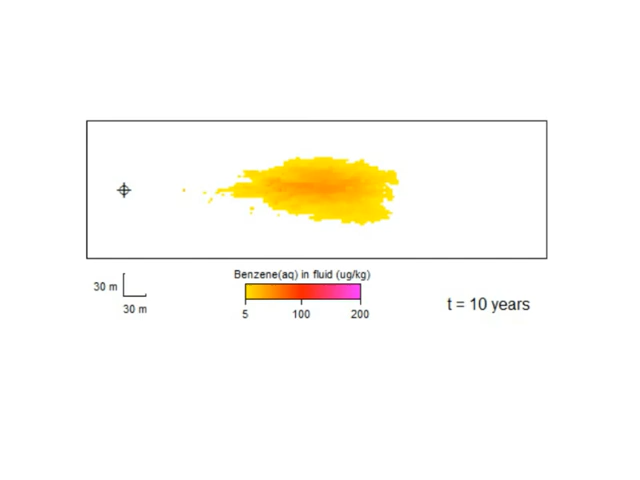 Benzene(aq) in fluid (ug/kg)
30 m
30 m
5 100 200
t = 10 years